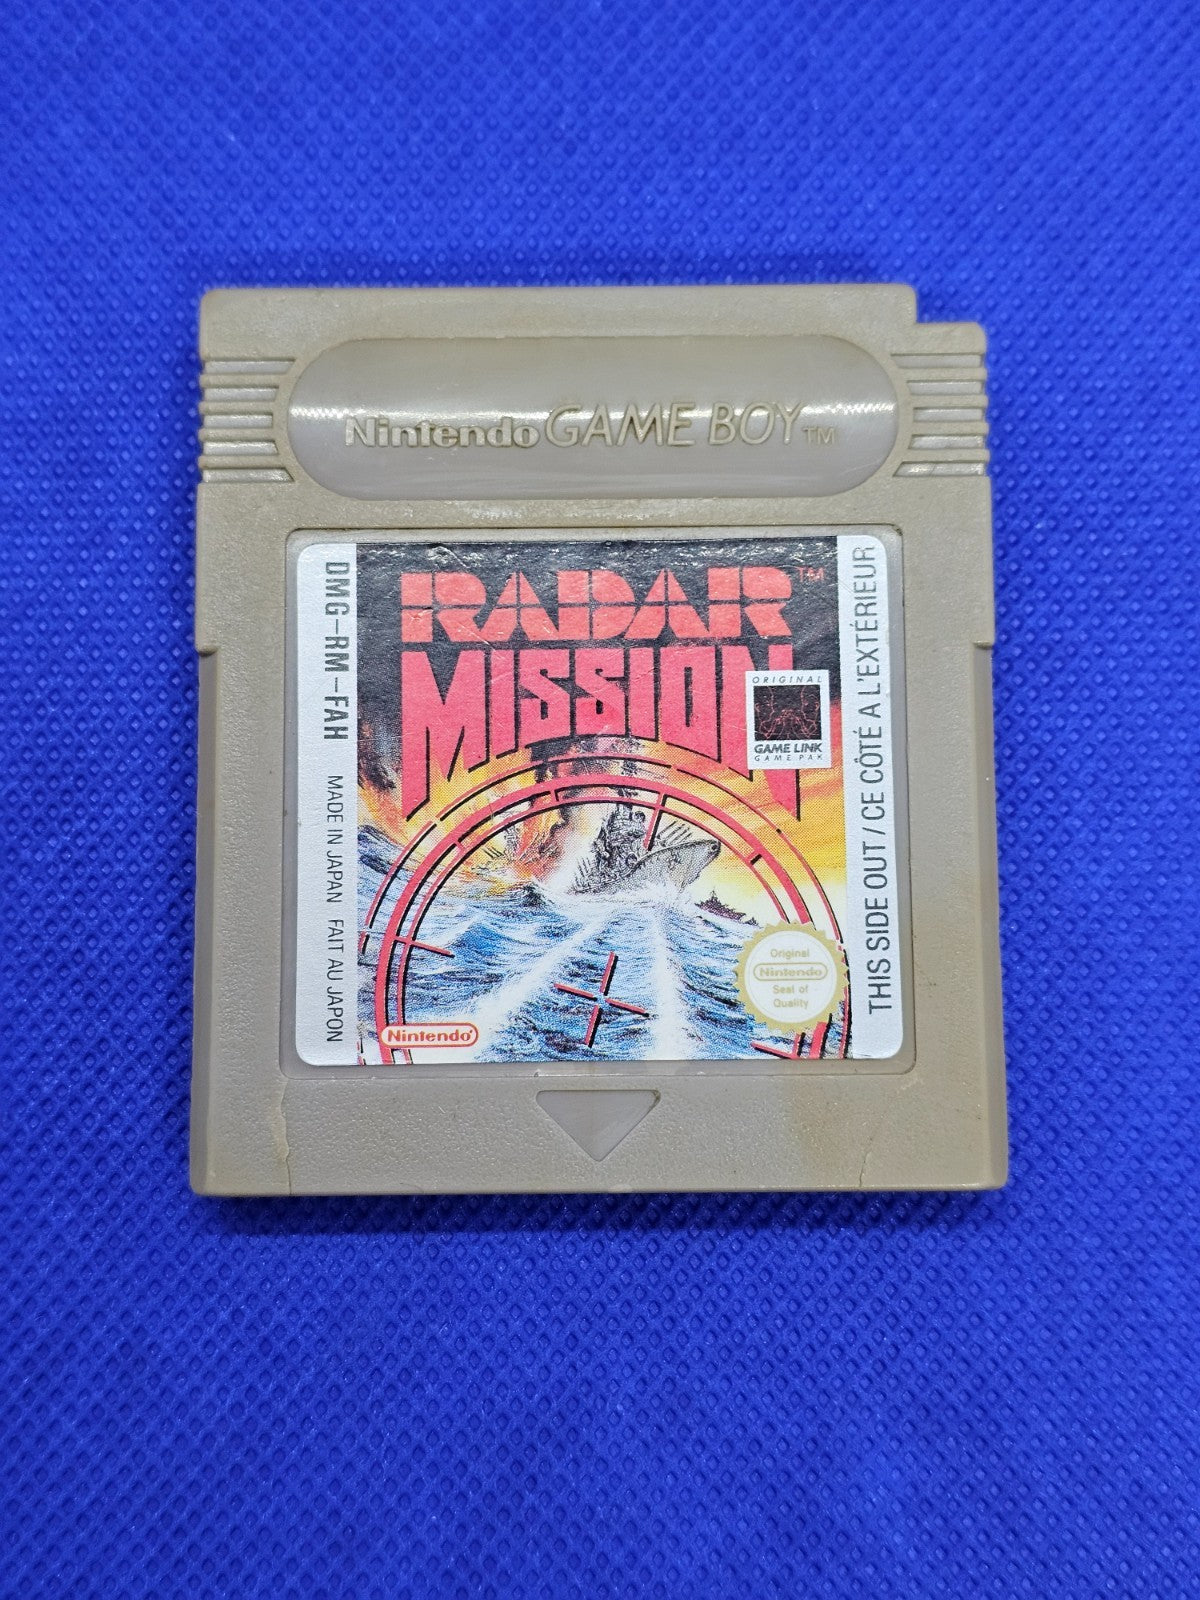 Nintendo GAME BOY TM
DMG-RM-FAH
MADE IN JAPAN FAIT AU JAPON
RADAR TM
MISSION
ORIGINAL
GAME LINK
GAME PAK
Original
Nintendo
Seal of
Quality
Nintendo®
THIS SIDE OUT/CE CÔTÉ A L'EXTÉRIEUR